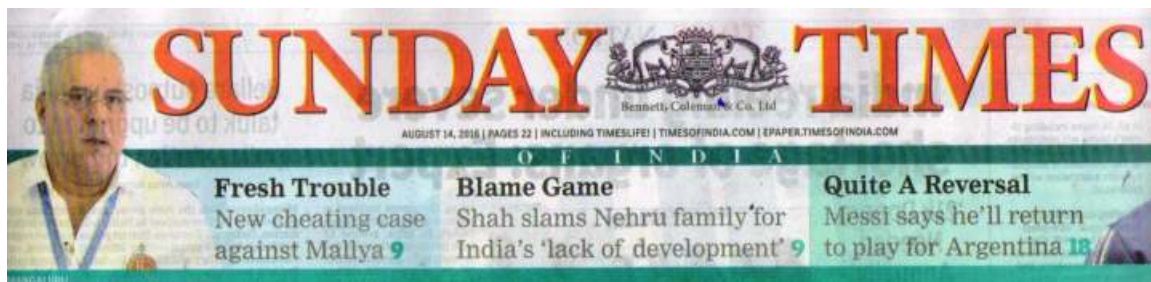 SUNDAY TIMES
Bennett, Coleman & Co. Ltd
AUGUST 14, 2016 | PAGES 22 | INCLUDING TIMESLIFE! | TIMESOFINDIA.COM | EPAPER.TIMESOFINDIA.COM
OF INDIA
Fresh Trouble
New cheating case
against Mallya 9
Blame Game
Shah slams Nehru family for
India's 'lack of development' 9
Quite A Reversal
Messi says he'll return
to play for Argentina 18